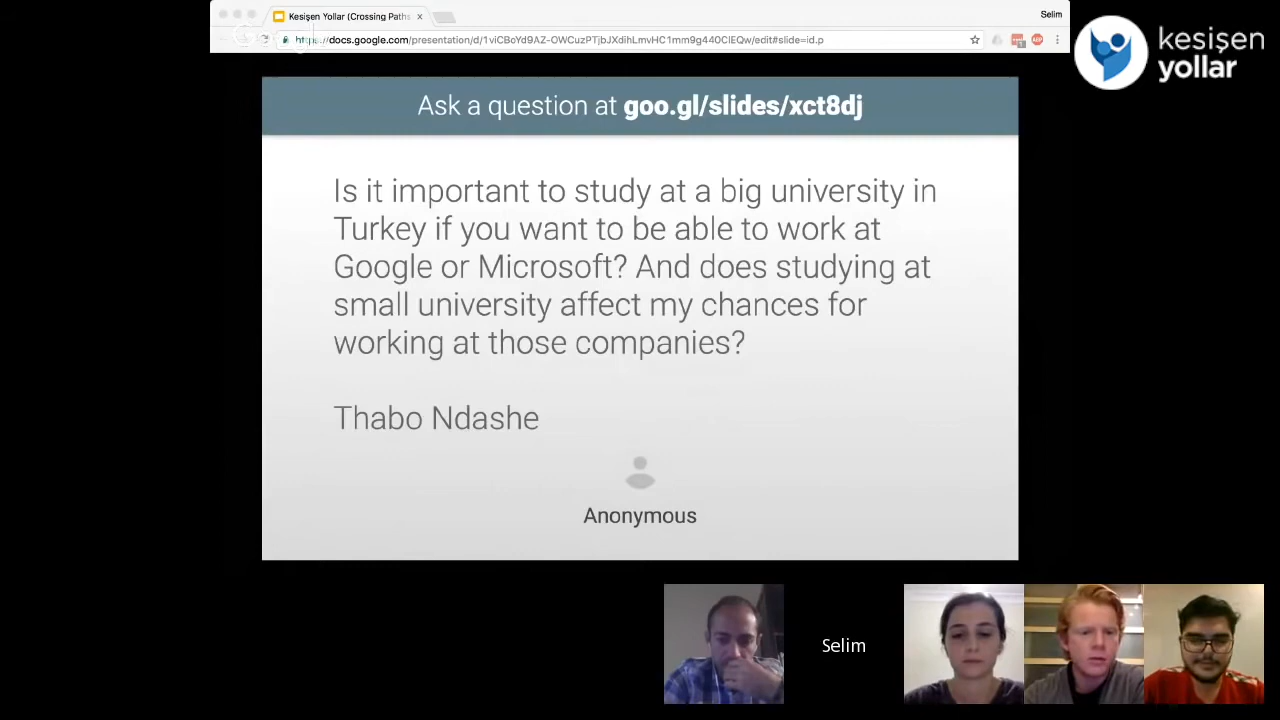 Kesişen Yollar (Crossing Paths
Selim
https://docs.google.com/presentation/d/1viCBoYd9AZ-OWCuzPTjbJXdihLmvHC1mm9g44OCIEQw/edit#slide=id.p
kesişen
yollar
Ask a question at goo.gl/slides/xct8dj
Is it important to study at a big university in
Turkey if you want to be able to work at
Google or Microsoft? And does studying at
small university affect my chances for
working at those companies?
Thabo Ndashe
Anonymous
Selim